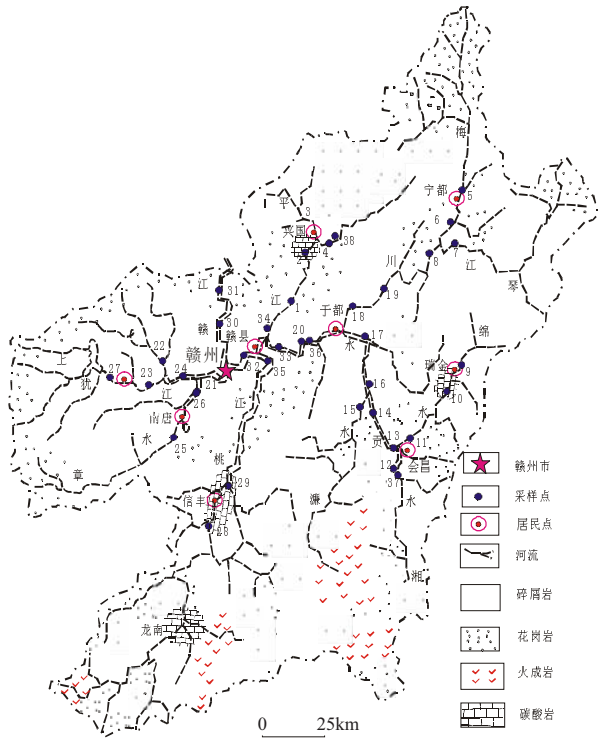 梅
宁都
5
平
3
兴国
6
38
4
2
7
川
8
江
江
31
琴
19
1
江
18
于都
34
绵
赣
30
赣县
20
36
水
17
33
22
赣州
32
35
上
瑞金
9
27
23
24
犹
江
21
16
10
26
江
15
14
水
南唐
水
贡
13
11
水
25
12
会昌
章
桃
37
赣州市
29
信丰
濂
水
采样点
28
居民点
河流
湘
碎屑岩
龙南
花岗岩
火成岩
碳酸岩
0
25km